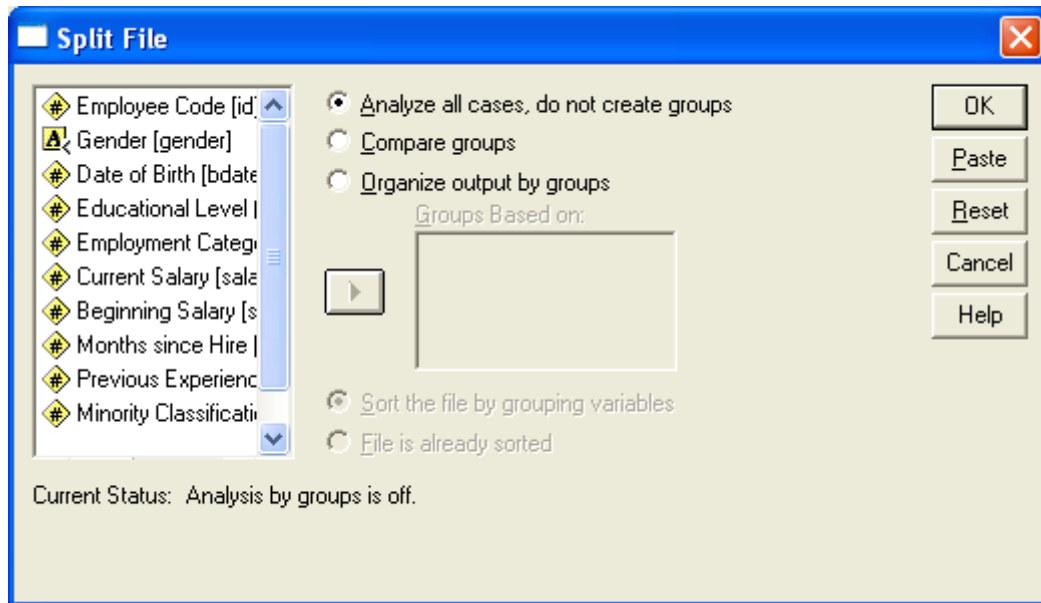 Split File
Employee Code [id]
Gender [gender]
Date of Birth [bdate
Educational Level [
Employment Catego
Current Salary [sala
Beginning Salary [s
Months since Hire [
Previous Experienc
Minority Classificati
Analyze all cases, do not create groups
Compare groups
Organize output by groups
Groups Based on:
Sort the file by grouping variables
File is already sorted
OK
Paste
Reset
Cancel
Help
Current Status: Analysis by groups is off.